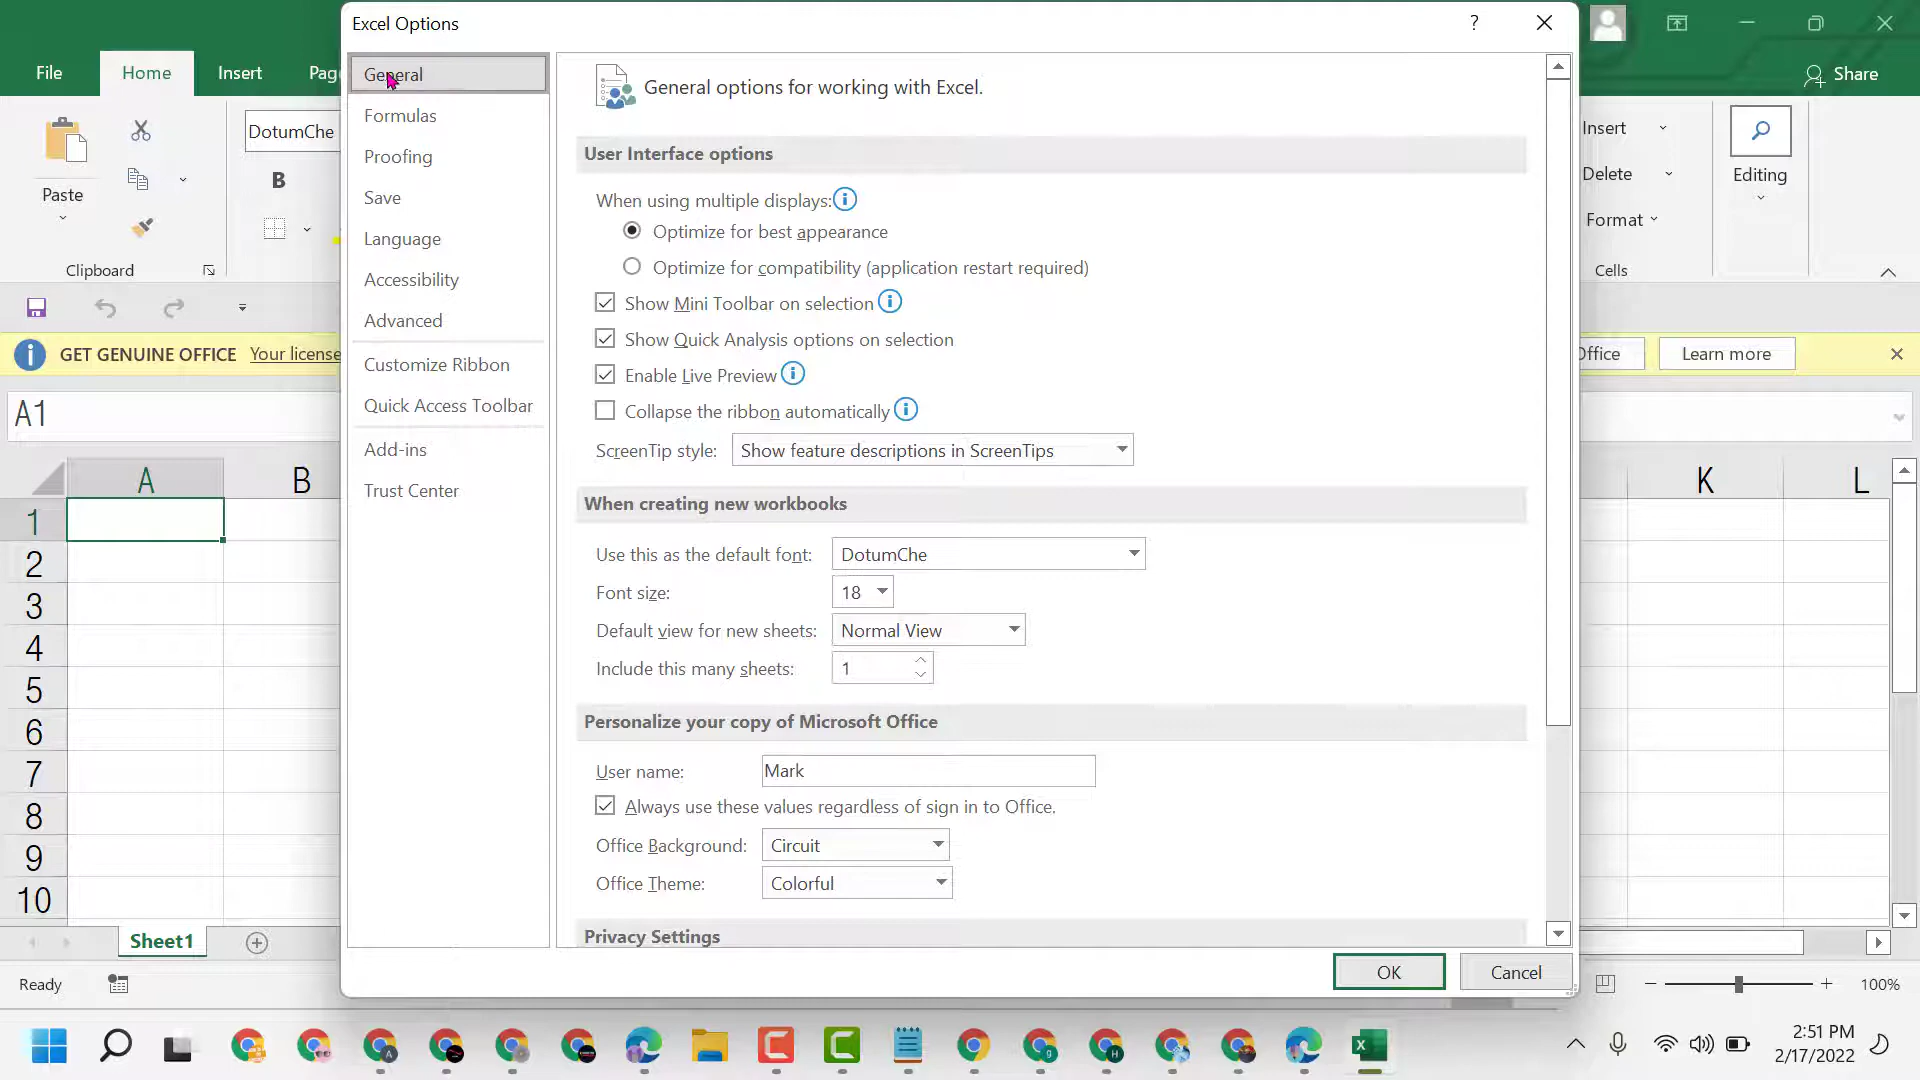 Excel Options
?
File
Home
Insert
Pag
Share
Paste
Clipboard
DotumChe
B
Insert
Delete
Format
Cells
Editing
GET GENUINE OFFICE Your license
Office
Learn more
A1
A
B
K
L
1
2
3
4
5
6
7
8
9
10
General
Formulas
Proofing
Save
Language
Accessibility
Advanced
Customize Ribbon
Quick Access Toolbar
Add-ins
Trust Center
General options for working with Excel.
User Interface options
When using multiple displays:
Optimize for best appearance
Optimize for compatibility (application restart required)
Show Mini Toolbar on selection
Show Quick Analysis options on selection
Enable Live Preview
Collapse the ribbon automatically
ScreenTip style: Show feature descriptions in ScreenTips
When creating new workbooks
Use this as the default font: DotumChe
Font size: 18
Default view for new sheets: Normal View
Include this many sheets: 1
Personalize your copy of Microsoft Office
User name: Mark
Always use these values regardless of sign in to Office.
Office Background: Circuit
Office Theme: Colorful
Privacy Settings
OK
Cancel
Sheet1
Ready
100%
2:51 PM
2/17/2022